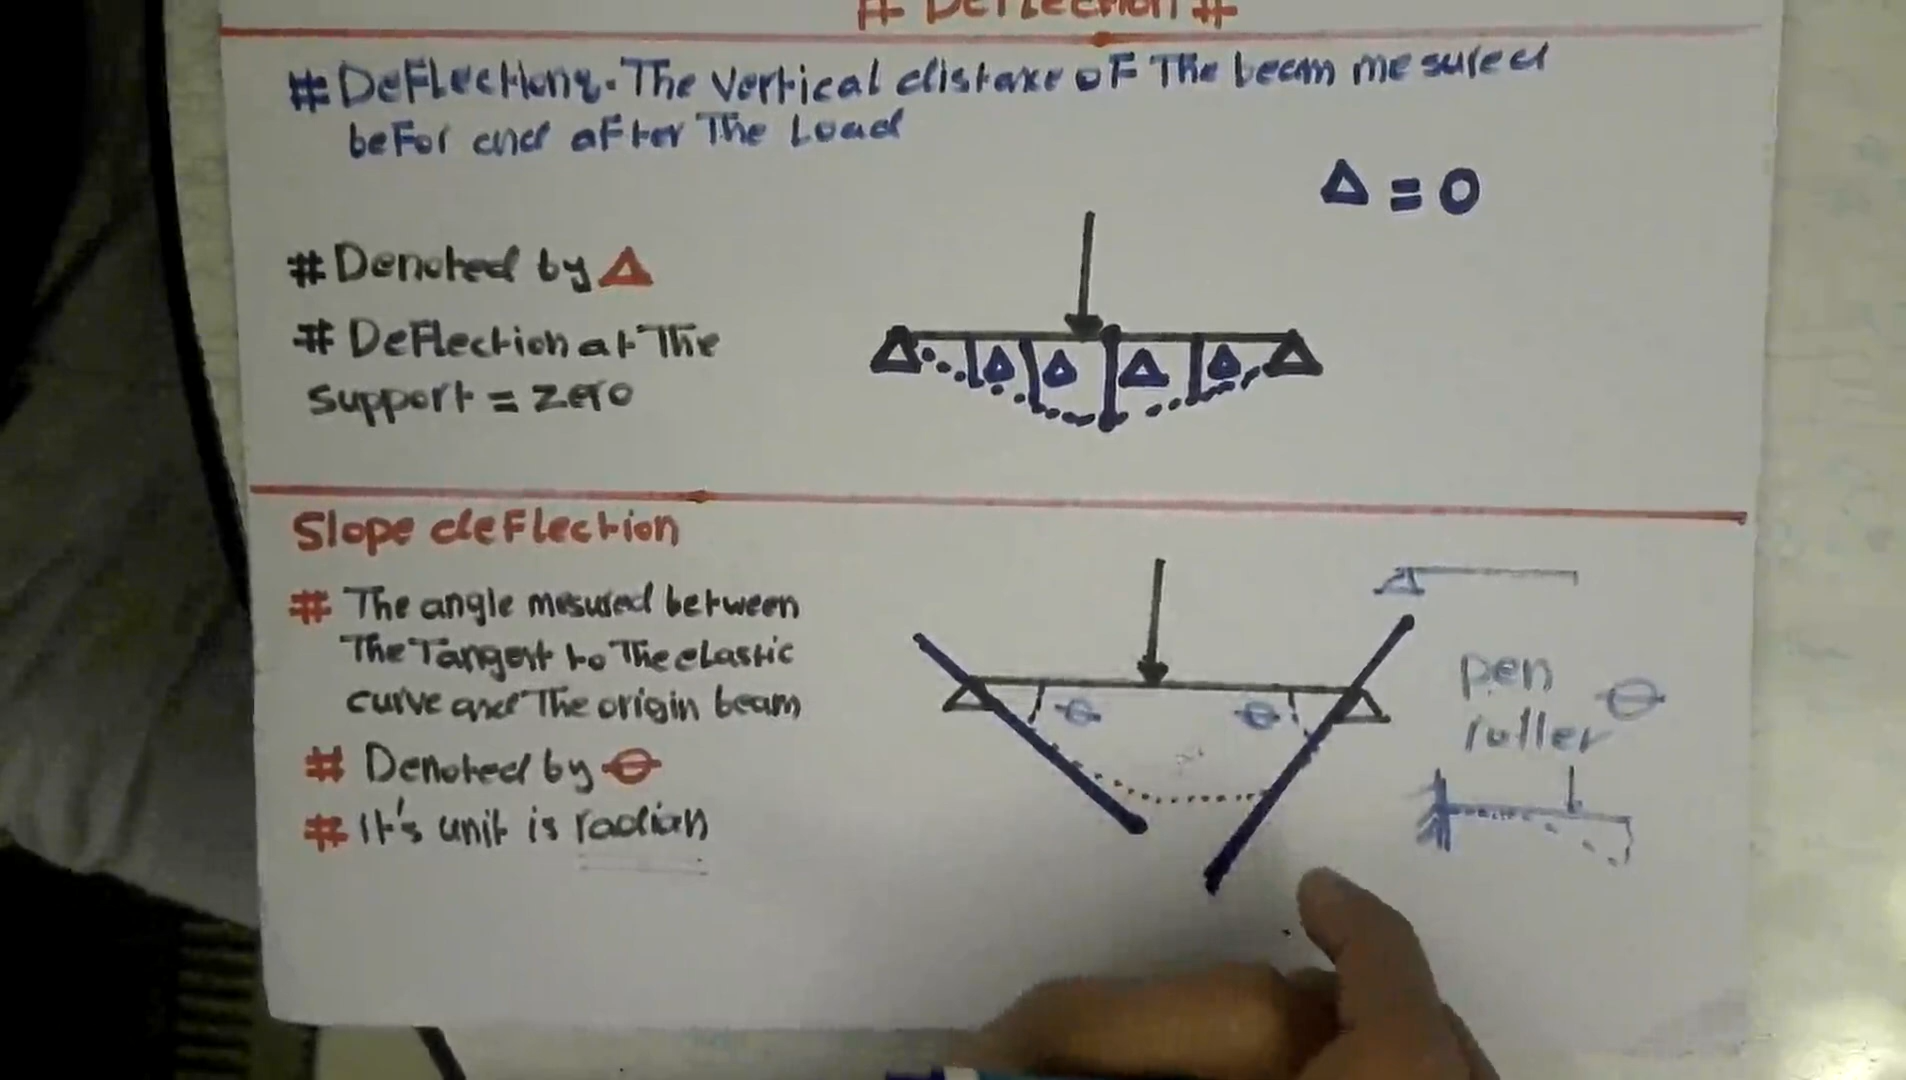 # Deflection #
# Deflection:- The vertical distance of The beam mesured
befor and after The Load
Δ = 0
# Denoted by Δ
# Deflection at The
support = zero
Δ Δ Δ Δ
Slope deflection
# The angle mesured between
The Tangent to The elastic
curve and The origin beam
# Denoted by θ
# It's unit is radian
θ θ
pen
roller θ